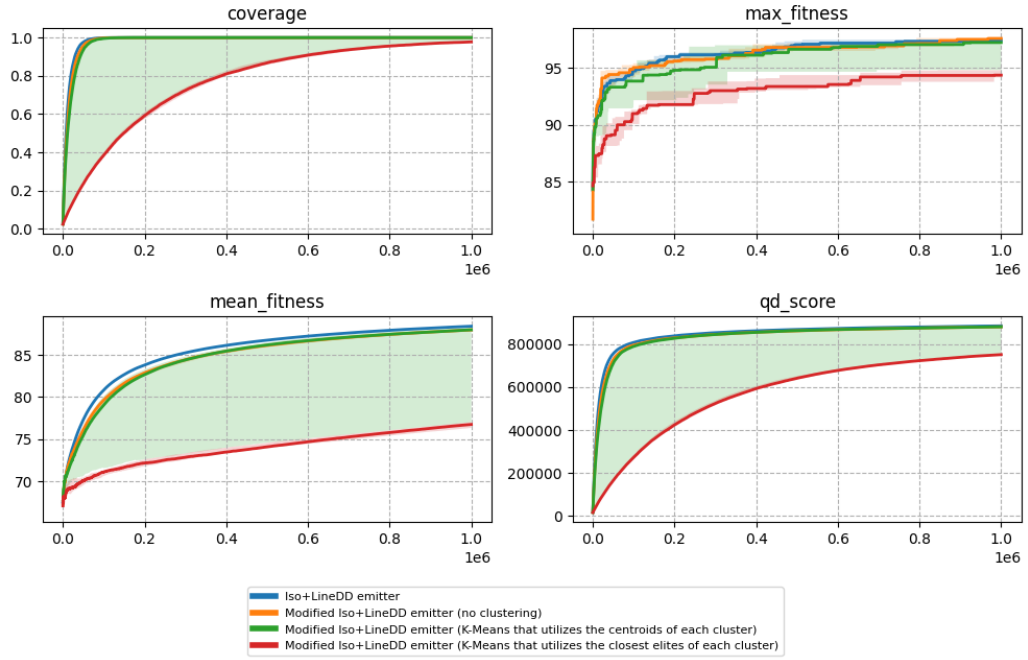 coverage
max_fitness
1.0
0.8
0.6
0.4
0.2
0.0
0.0 0.2 0.4 0.6 0.8 1.0
1e6
95
90
85
0.0 0.2 0.4 0.6 0.8 1.0
1e6
mean_fitness
qd_score
85
80
75
70
0.0 0.2 0.4 0.6 0.8 1.0
1e6
800000
600000
400000
200000
0
0.0 0.2 0.4 0.6 0.8 1.0
1e6
Iso+LineDD emitter
Modified Iso+LineDD emitter (no clustering)
Modified Iso+LineDD emitter (K-Means that utilizes the centroids of each cluster)
Modified Iso+LineDD emitter (K-Means that utilizes the closest elites of each cluster)